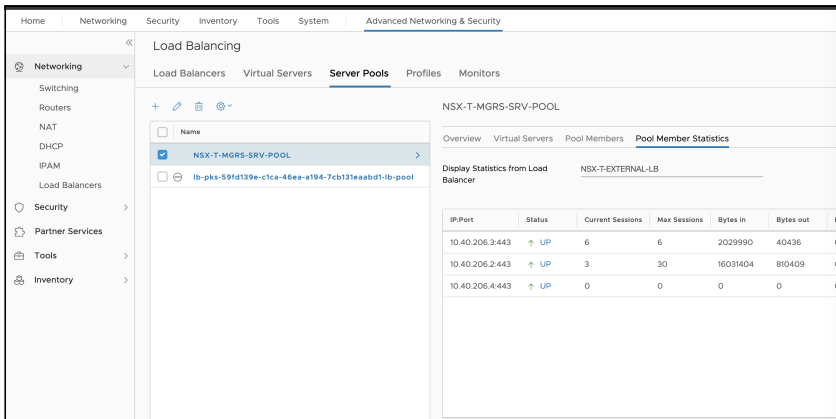 Home Networking Security Inventory Tools System Advanced Networking & Security
Load Balancing
Networking
Switching
Routers
NAT
DHCP
IPAM
Load Balancers
Security
Partner Services
Tools
Inventory
Load Balancers Virtual Servers Server Pools Profiles Monitors
Name
NSX-T-MGRS-SRV-POOL
lb-pks-59fd139e-c1ca-46ea-a194-7cb131eaabd1-lb-pool
NSX-T-MGRS-SRV-POOL
Overview Virtual Servers Pool Members Pool Member Statistics
Display Statistics from Load NSX-T-EXTERNAL-LB
Balancer
IP:Port Status Current Sessions Max Sessions Bytes in Bytes out
10.40.206.3:443 UP 6 6 2029990 40436
10.40.206.2:443 UP 3 30 16031404 810409
10.40.206.4:443 UP 0 0 0 0